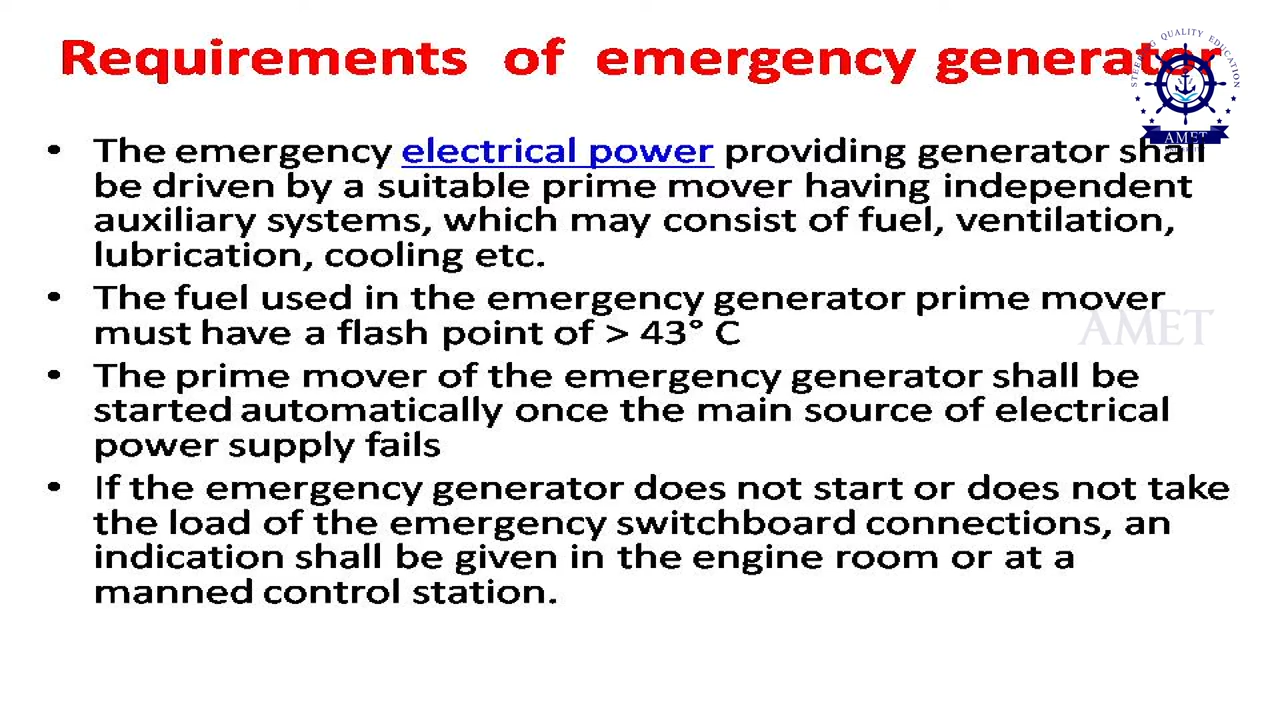 Requirements of emergency generator
STEERING QUALITY EDUCATION
AMET
• The emergency electrical power providing generator shall
be driven by a suitable prime mover having independent
auxiliary systems, which may consist of fuel, ventilation,
lubrication, cooling etc.
• The fuel used in the emergency generator prime mover
must have a flash point of > 43° C
AMET
• The prime mover of the emergency generator shall be
started automatically once the main source of electrical
power supply fails
• If the emergency generator does not start or does not take
the load of the emergency switchboard connections, an
indication shall be given in the engine room or at a
manned control station.